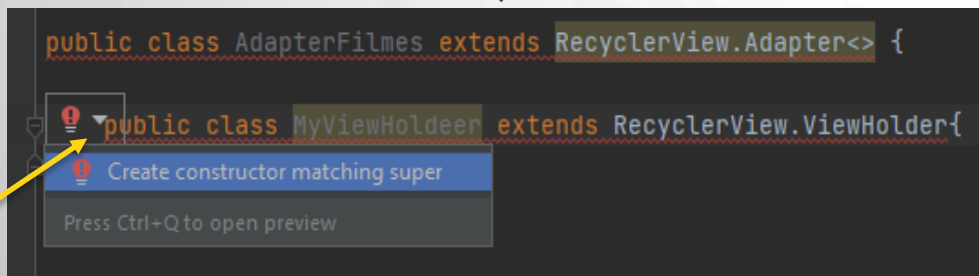 public class AdapterFilmes extends RecyclerView.Adapter<> {
public class MyViewHoldeer extends RecyclerView.ViewHolder{
Create constructor matching super
Press Ctrl+Q to open preview